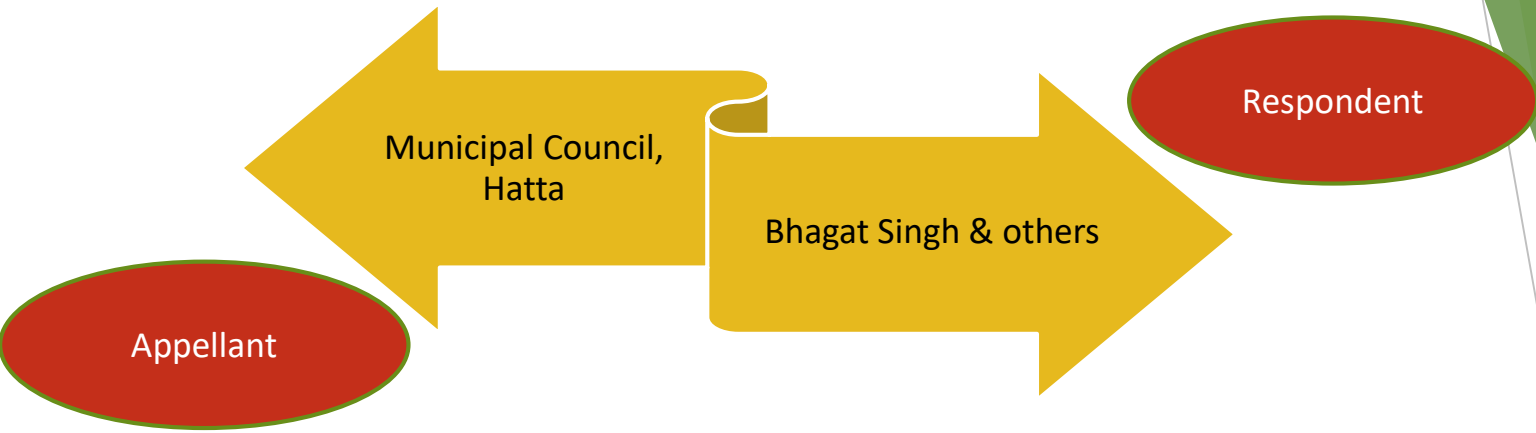 Municipal Council,
Hatta
Appellant
Bhagat Singh & others
Respondent